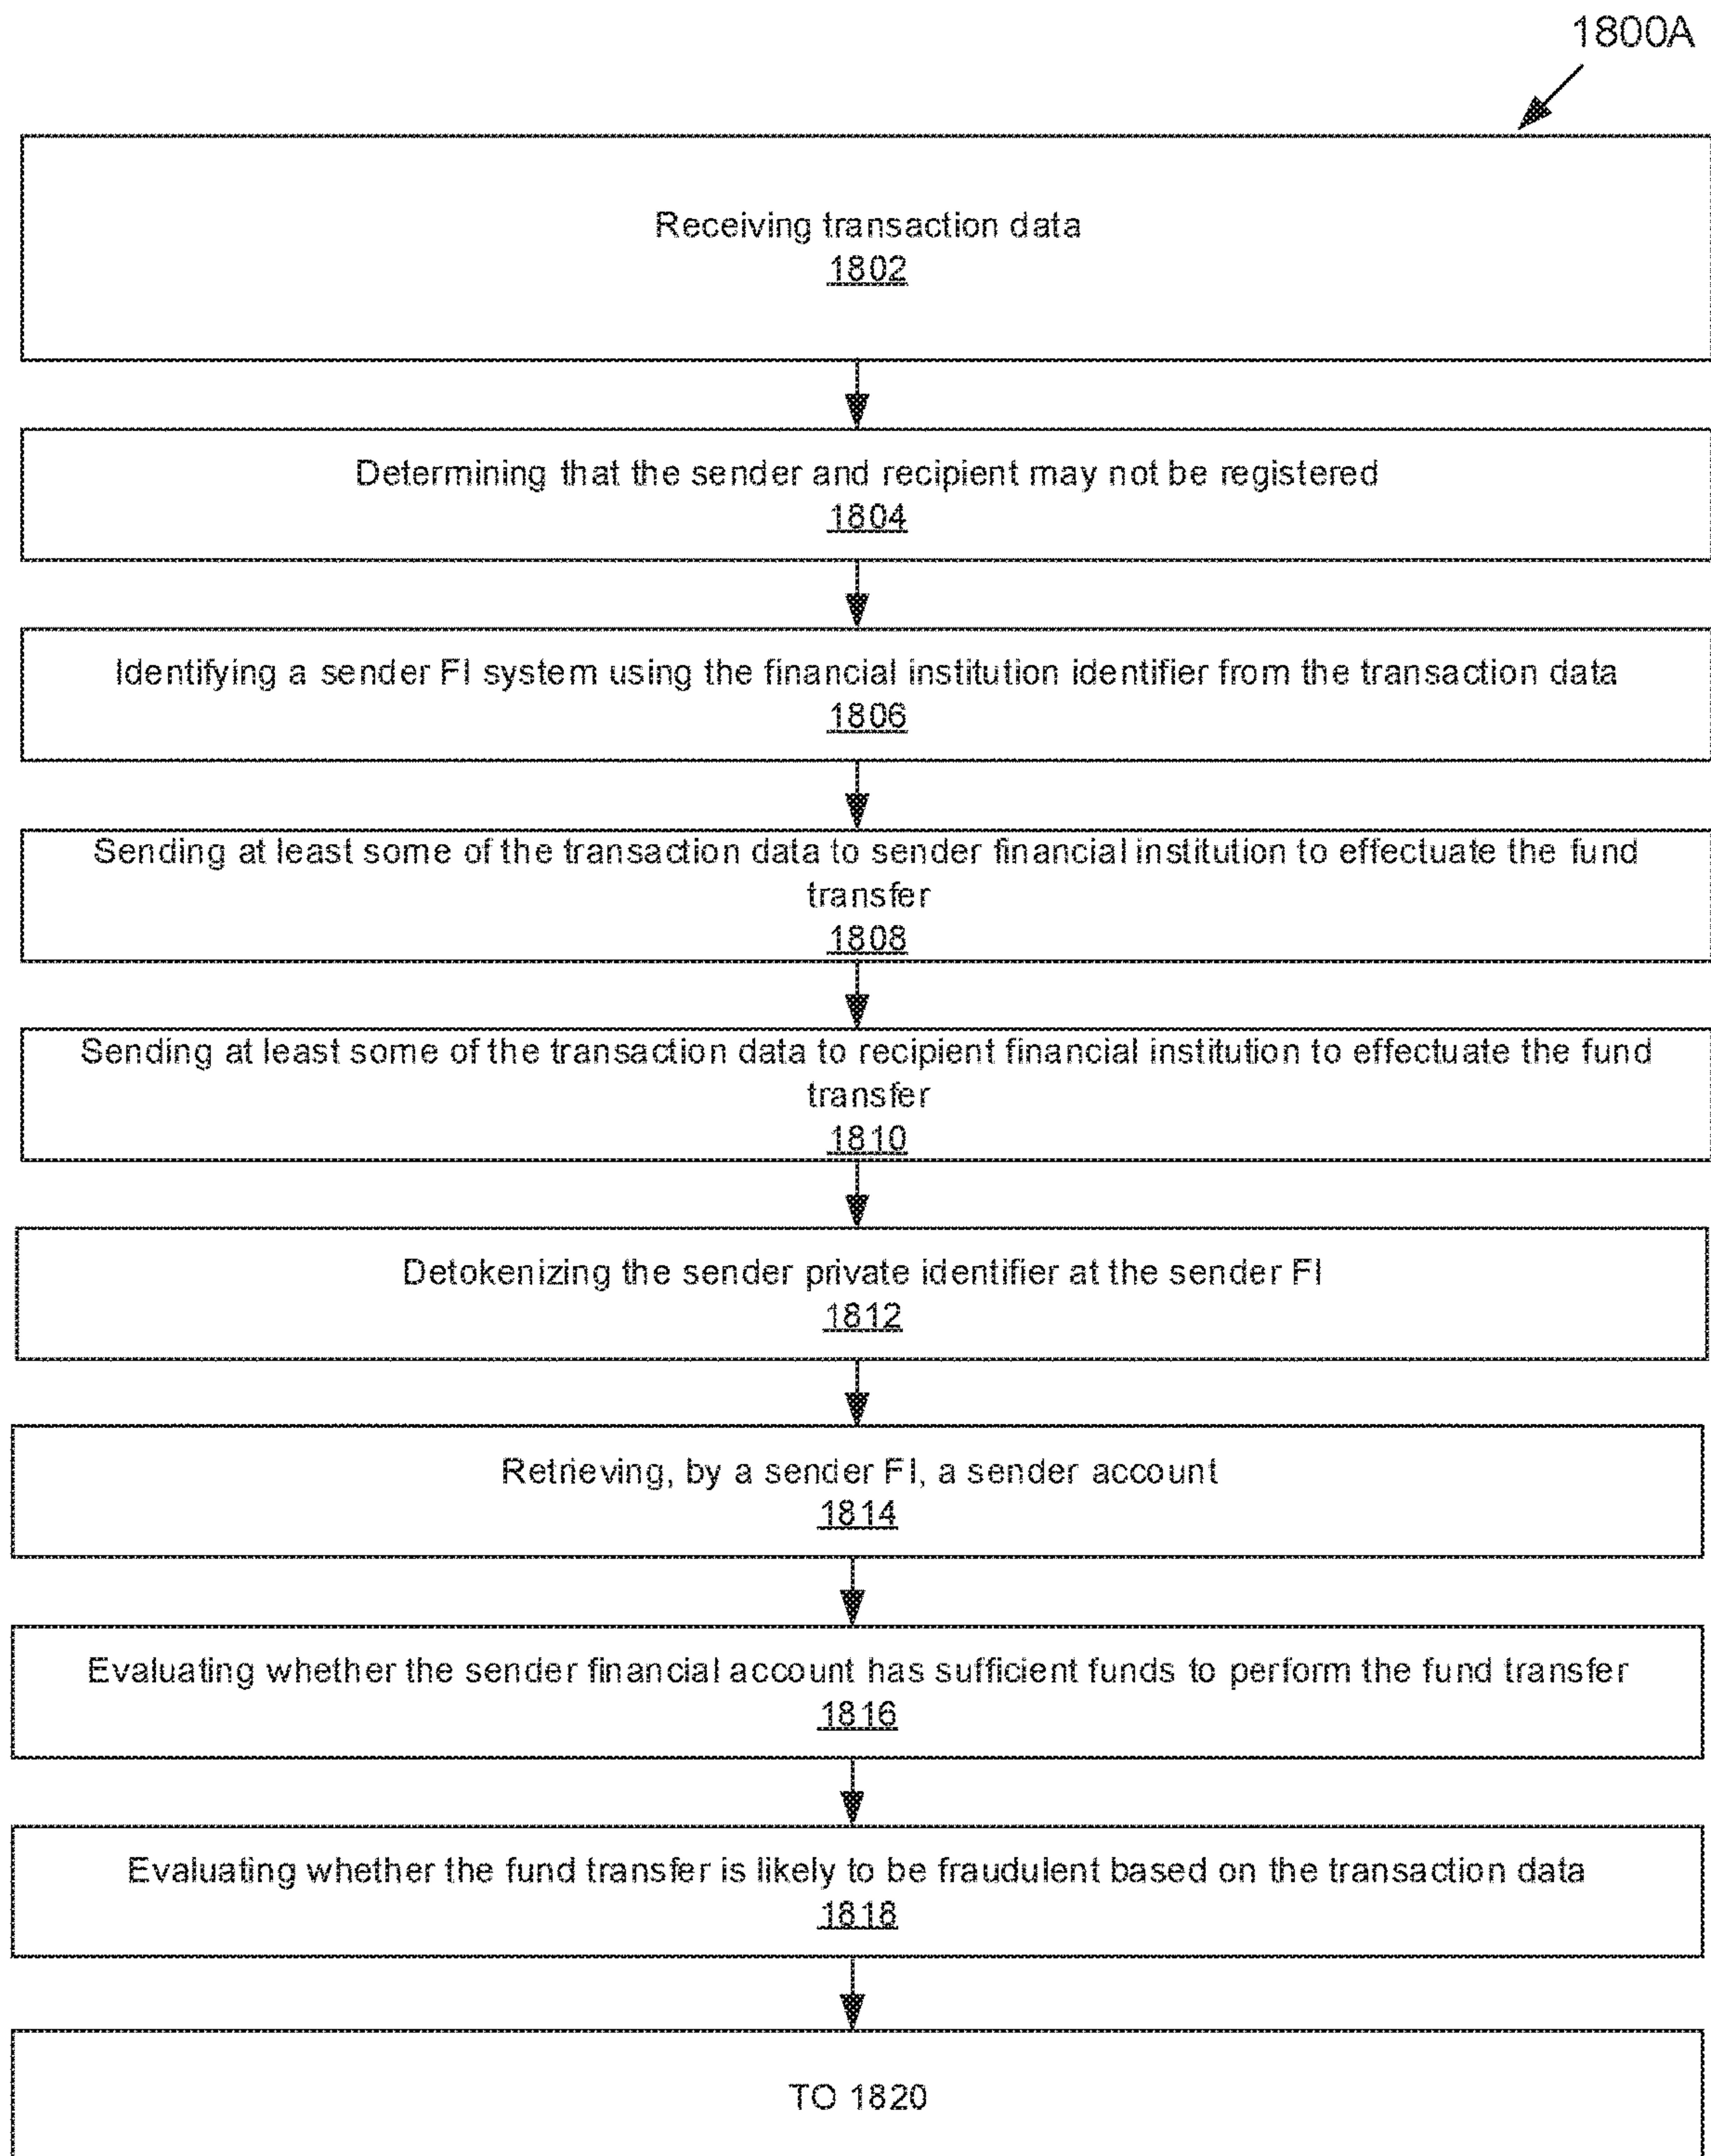 1800A
Receiving transaction data
1802
Determining that the sender and recipient may not be registered
1804
Identifying a sender FI system using the financial institution identifier from the transaction data
1806
Sending at least some of the transaction data to sender financial institution to effectuate the fund
transfer
1808
Sending at least some of the transaction data to recipient financial institution to effectuate the fund
transfer
1810
Detokenizing the sender private identifier at the sender FI
1812
Retrieving, by a sender FI, a sender account
1814
Evaluating whether the sender financial account has sufficient funds to perform the fund transfer
1816
Evaluating whether the fund transfer is likely to be fraudulent based on the transaction data
1818
TO 1820